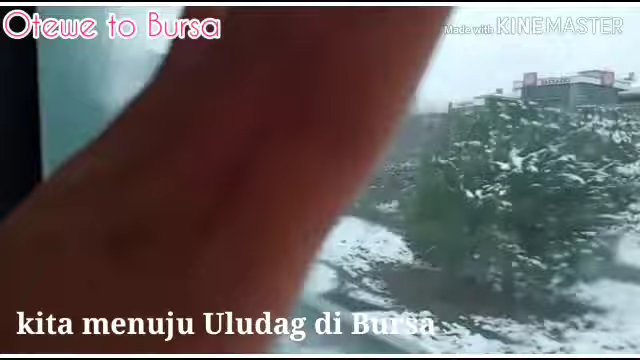 Otewe to Bursa
Made with KINEMASTER
kita menuju Uludag di Bursa